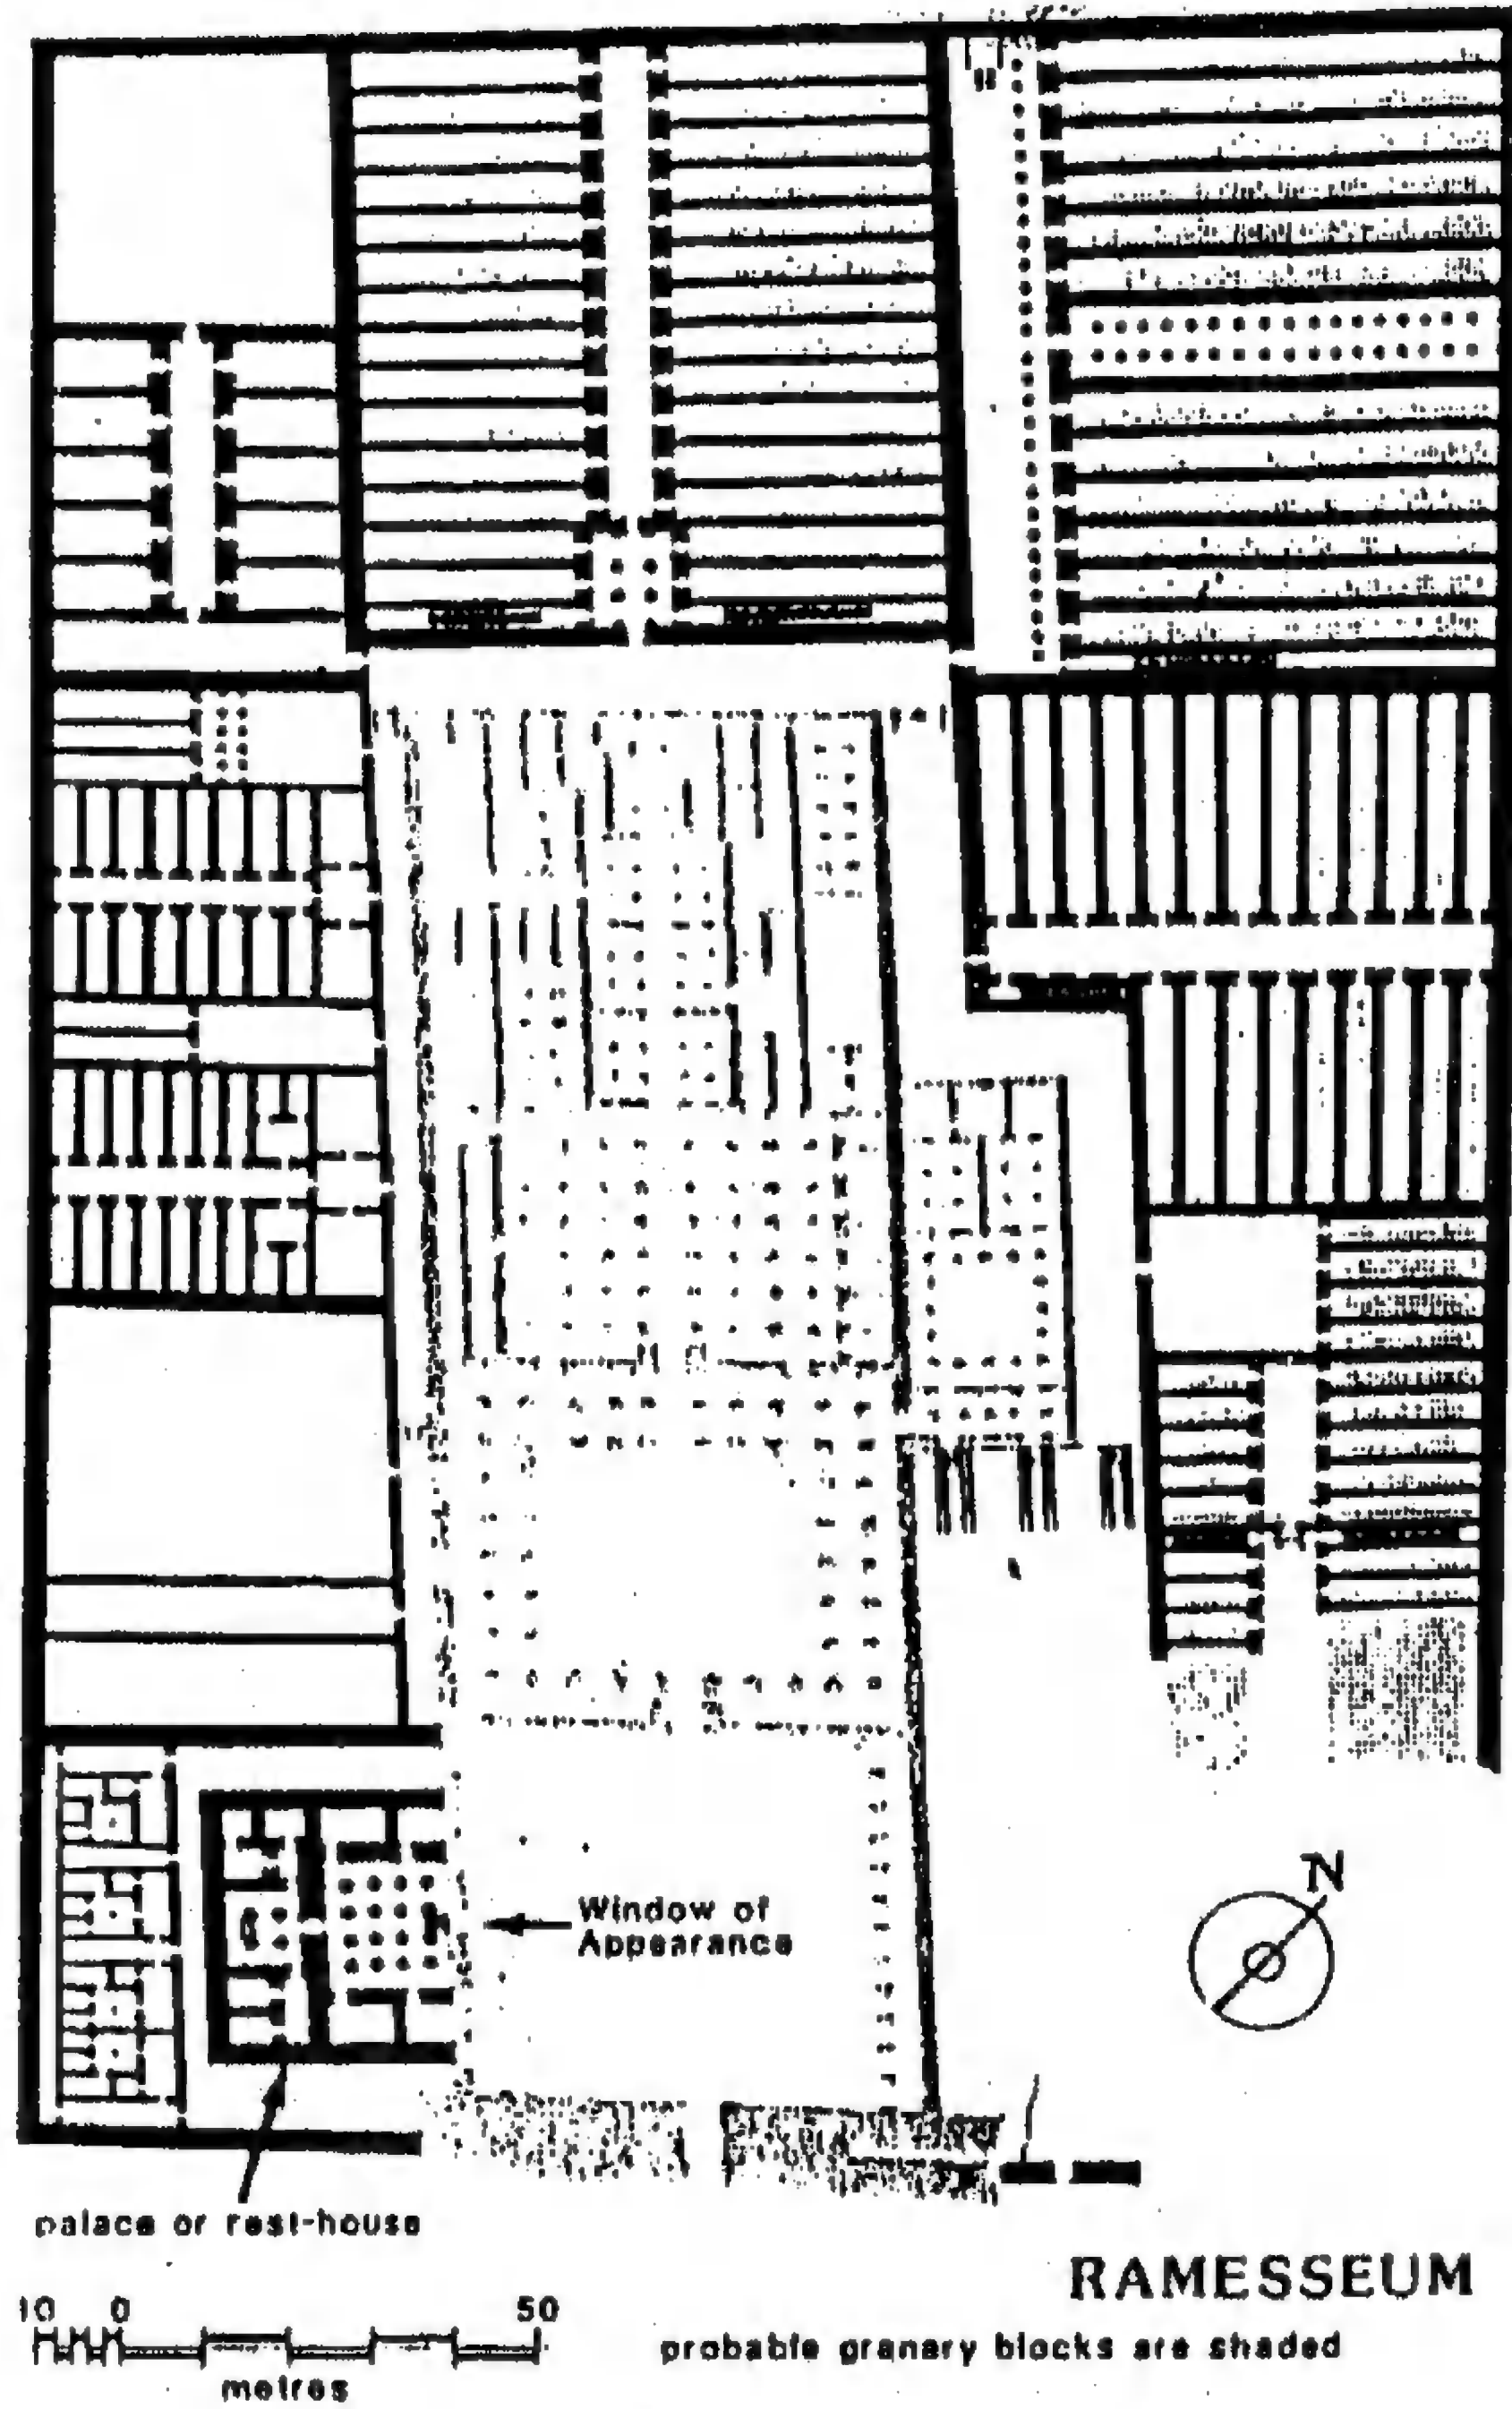 Window of
Appearance
N
palace or rest-house
RAMESSEUM
10 0 50
metres
probable granary blocks are shaded